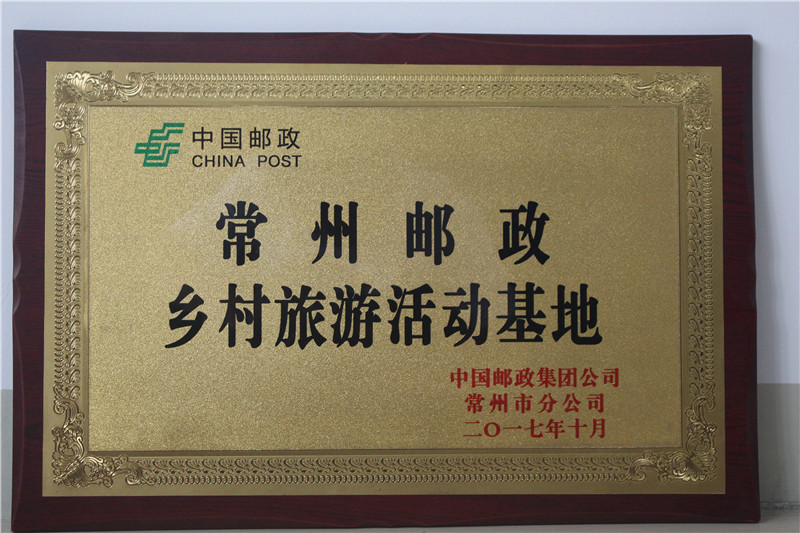 中国邮政
CHINA POST
常州邮政
乡村旅游活动基地
中国邮政集团公司
常州市分公司
二〇一七年十月